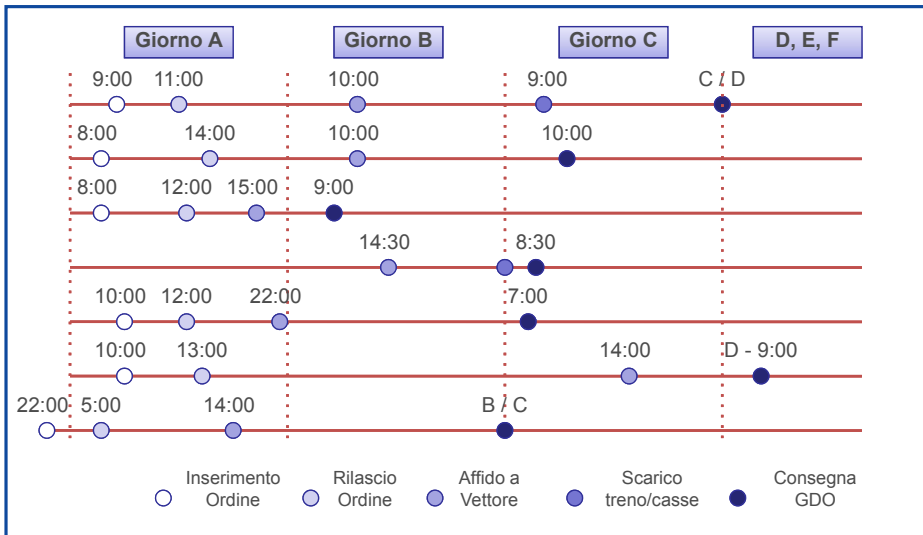 Giorno A Giorno B Giorno C D, E, F
9:00 11:00 10:00 9:00 C / D
8:00 14:00 10:00 10:00
8:00 12:00 15:00 9:00
14:30 8:30
10:00 12:00 22:00 7:00
10:00 13:00 14:00 D - 9:00
22:00 5:00 14:00 B / C
Inserimento Rilascio Affido a Scarico Consegna
Ordine Ordine Vettore treno/casse GDO